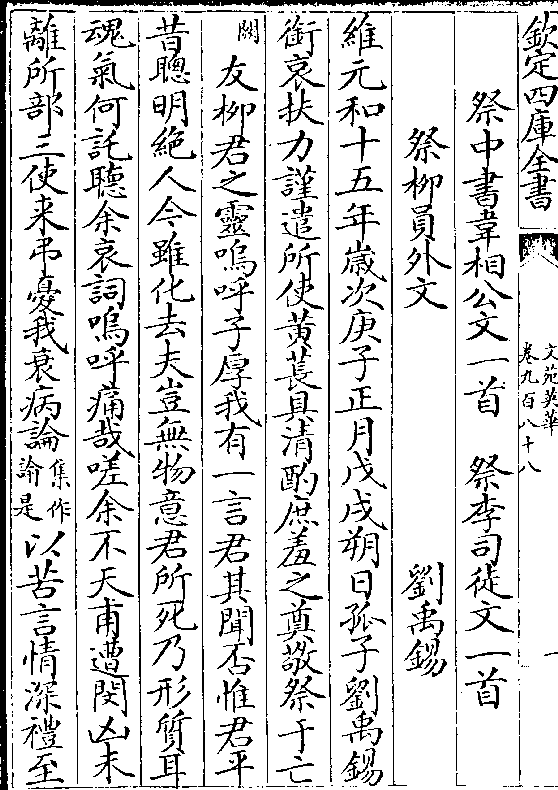 欽定四庫全書
文苑英華
卷九百八十八
一
祭中書韋相公文一首　祭李司徒文一首
祭柳員外文　劉禹錫
維元和十五年歲次庚子正月戊戌朔日孤子劉禹錫
銜哀扶力謹遣所使黃萇具清酌庶羞之奠敬祭于亡
闕
友柳君之靈嗚呼子厚我有一言君其聞否惟君平
昔聰明絶人今雖化去夫豈無物意君所死乃形質耳
魂氣何託聽余哀詞嗚呼痛哉嗟余不天甫遭閔凶未
離所部三使来弔憂我衰病論
集作
論是
以苦言情深禮至